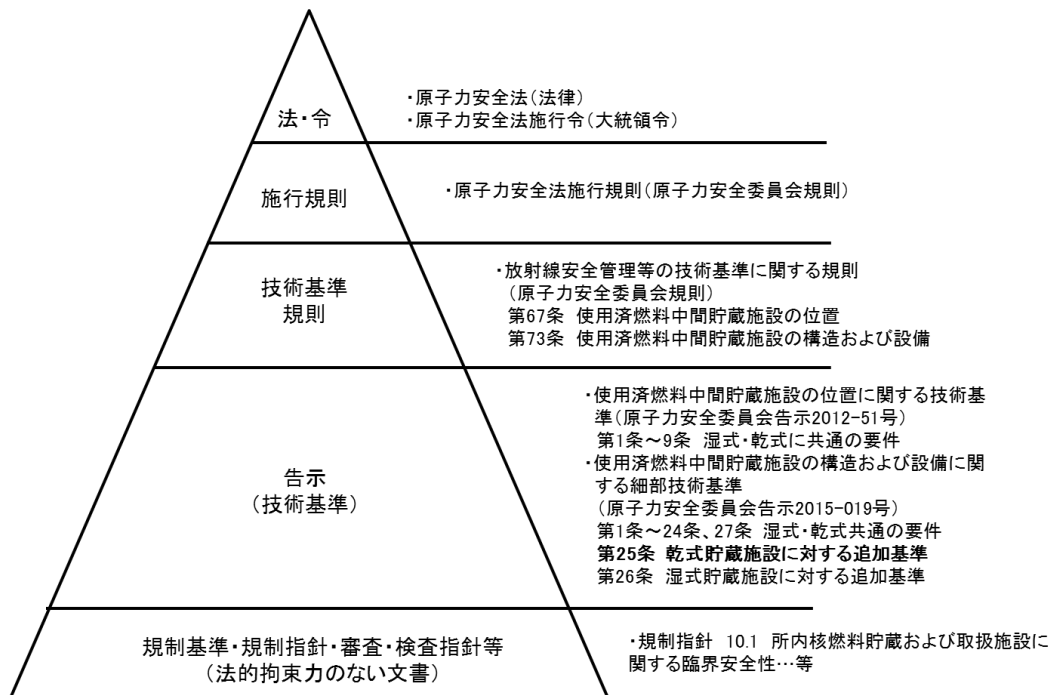 法・令
・原子力安全法(法律)
・原子力安全法施行令(大統領令)
施行規則
・原子力安全法施行規則(原子力安全委員会規則)
技術基準
規則
・放射線安全管理等の技術基準に関する規則
(原子力安全委員会規則)
第67条 使用済燃料中間貯蔵施設の位置
第73条 使用済燃料中間貯蔵施設の構造および設備
告示
(技術基準)
・使用済燃料中間貯蔵施設の位置に関する技術基
準(原子力安全委員会告示2012-51号)
第1条～9条 湿式・乾式に共通の要件
・使用済燃料中間貯蔵施設の構造および設備に関
する細部技術基準
(原子力安全委員会告示2015-019号)
第1条～24条、27条 湿式・乾式共通の要件
第25条 乾式貯蔵施設に対する追加基準
第26条 湿式貯蔵施設に対する追加基準
規制基準・規制指針・審査・検査指針等
(法的拘束力のない文書)
・規制指針 10.1 所内核燃料貯蔵および取扱施設に
関する臨界安全性…等